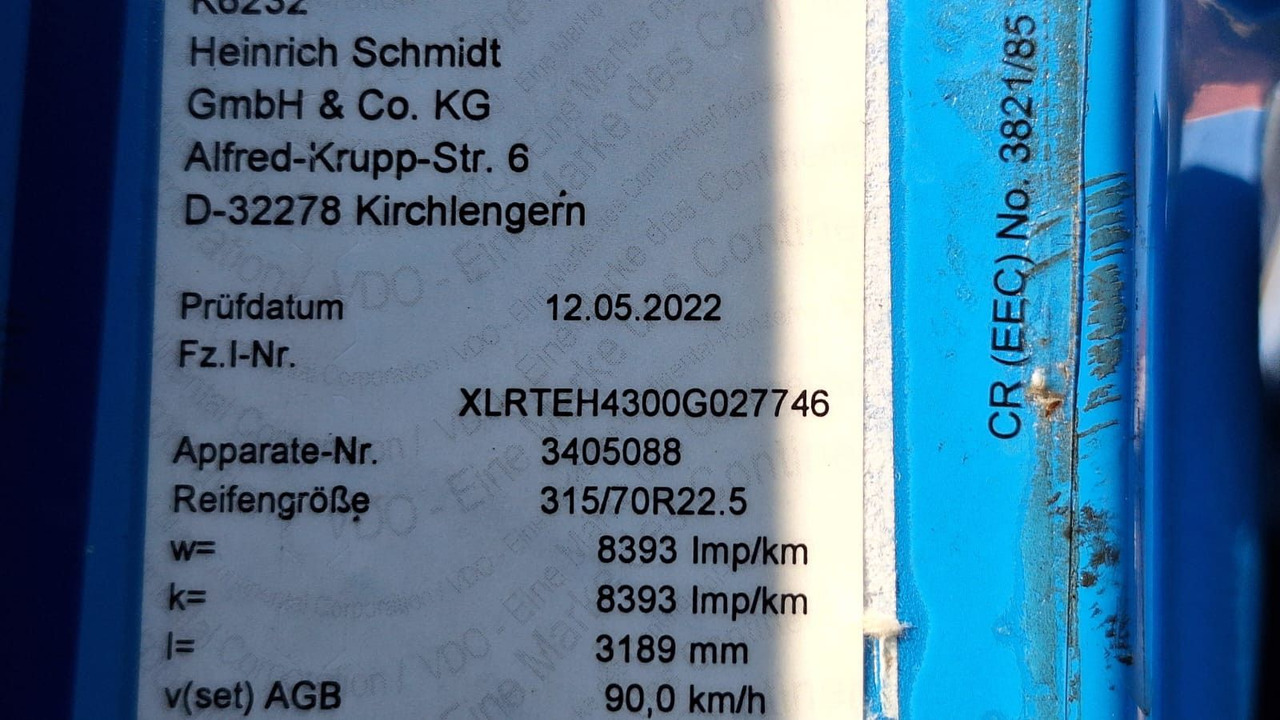 K6232
Heinrich Schmidt
GmbH & Co. KG
Alfred-Krupp-Str. 6
D-32278 Kirchlengern
Prüfdatum 12.05.2022
Fz.I-Nr.
XLRTEH4300G027746
Apparate-Nr. 3405088
Reifengröße 315/70R22.5
w= 8393 Imp/km
k= 8393 Imp/km
l= 3189 mm
v(set) AGB 90,0 km/h
CR (EEC) No. 3821/85